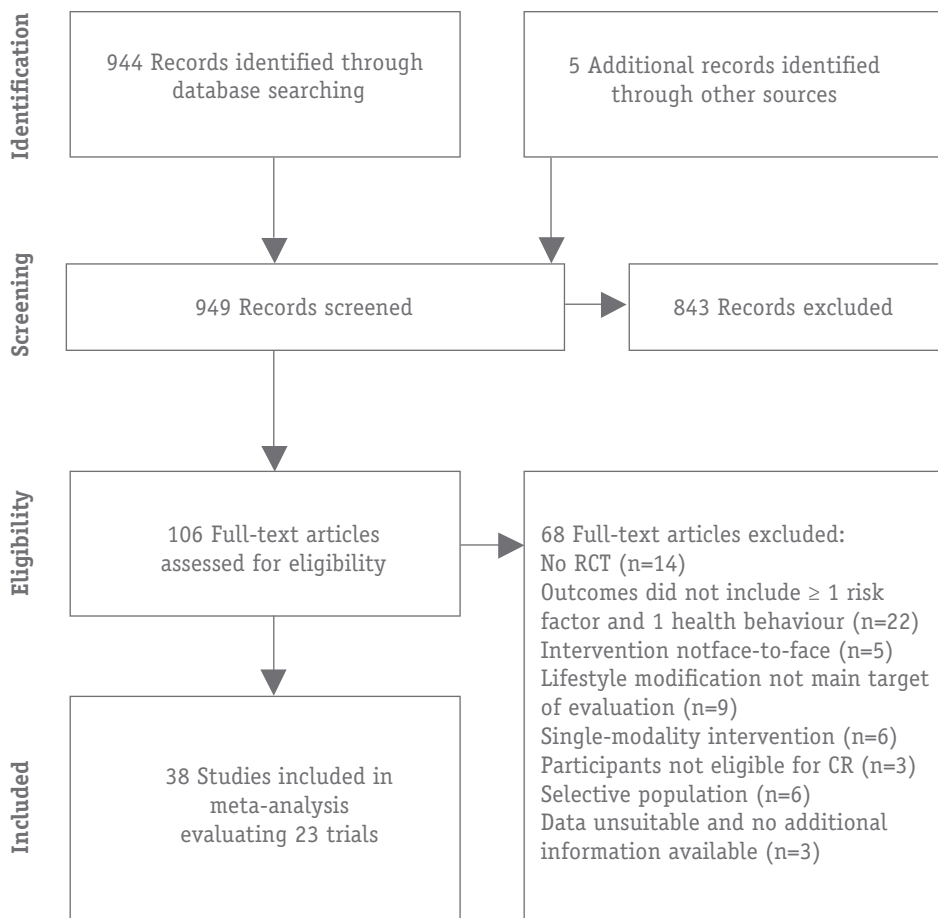 Identification
944 Records identified through
database searching
5 Additional records identified
through other sources
Screening
949 Records screened
843 Records excluded
Eligibility
106 Full-text articles
assessed for eligibility
68 Full-text articles excluded:
No RCT (n=14)
Outcomes did not include ≥ 1 risk
factor and 1 health behaviour (n=22)
Intervention notface-to-face (n=5)
Lifestyle modification not main target
of evaluation (n=9)
Single-modality intervention (n=6)
Participants not eligible for CR (n=3)
Selective population (n=6)
Data unsuitable and no additional
information available (n=3)
Included
38 Studies included in
meta-analysis
evaluating 23 trials